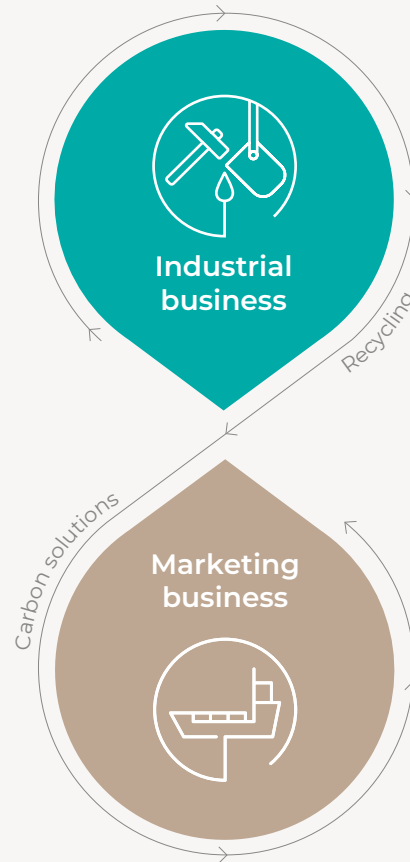 Industrial
business
Recycling
Carbon solutions
Marketing
business